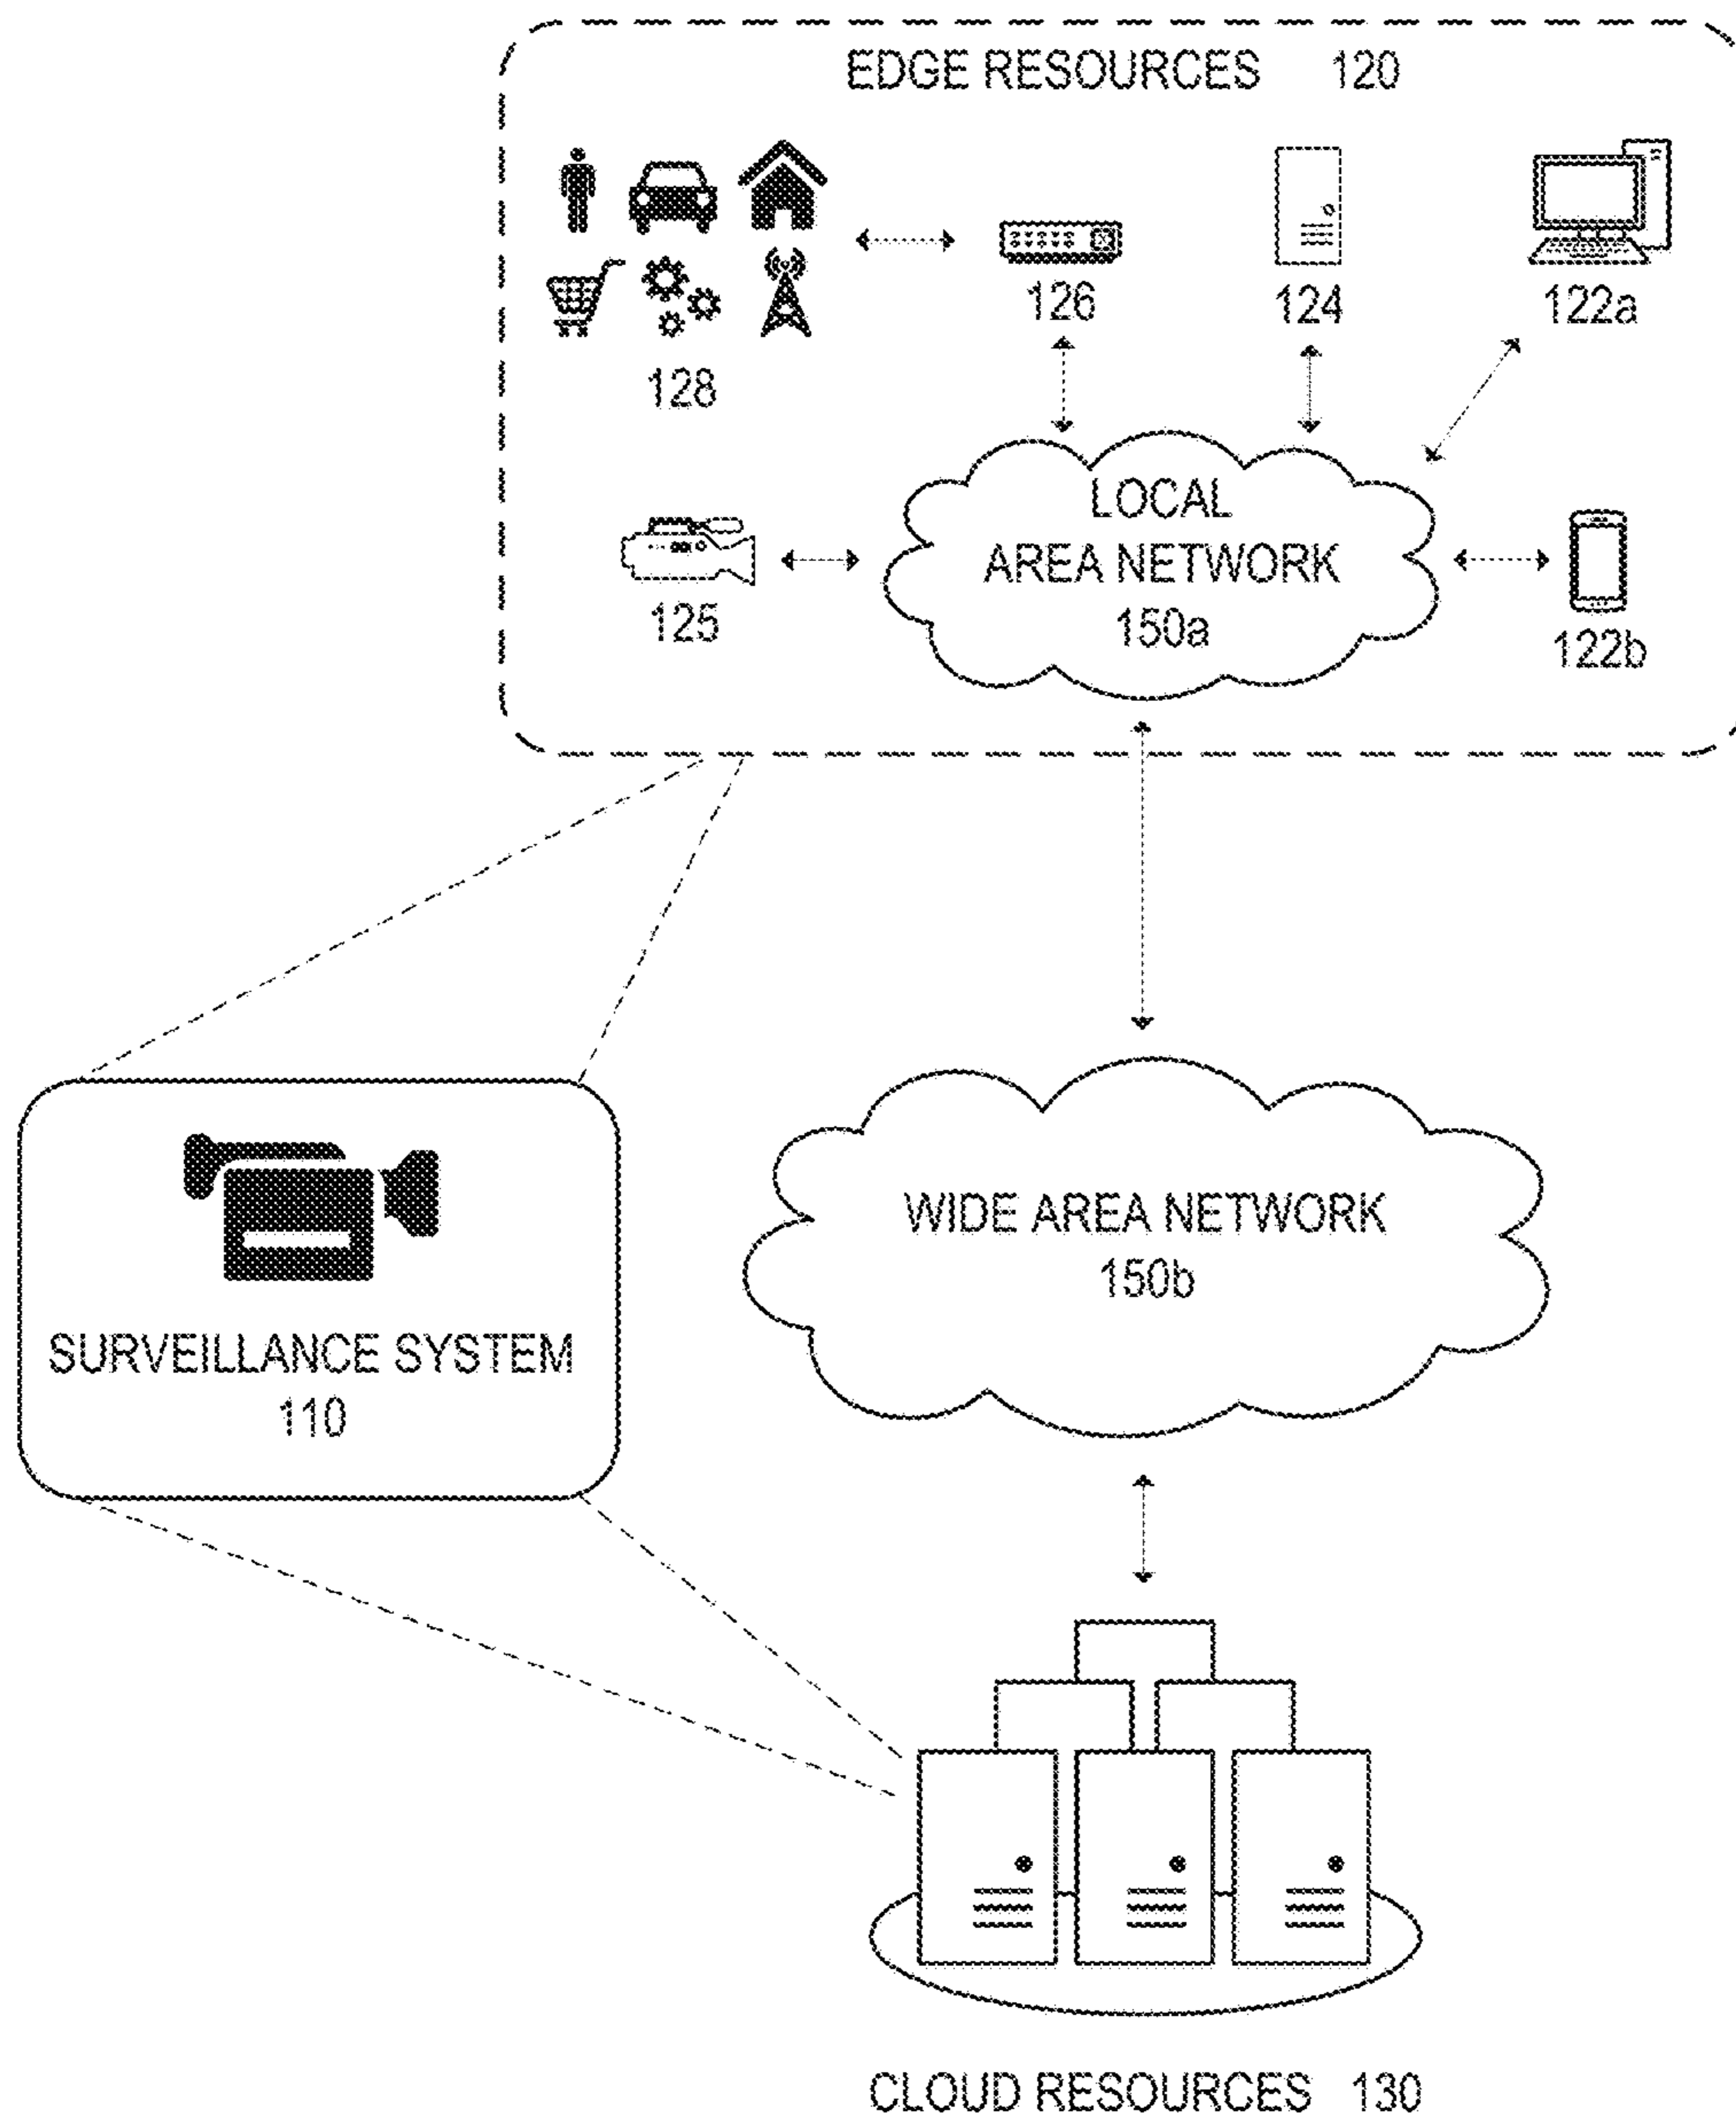 EDGE RESOURCES 120
126
124
122a
128
LOCAL
AREA NETWORK
150a
125
122b
WIDE AREA NETWORK
150b
SURVEILLANCE SYSTEM
110
CLOUD RESOURCES 130